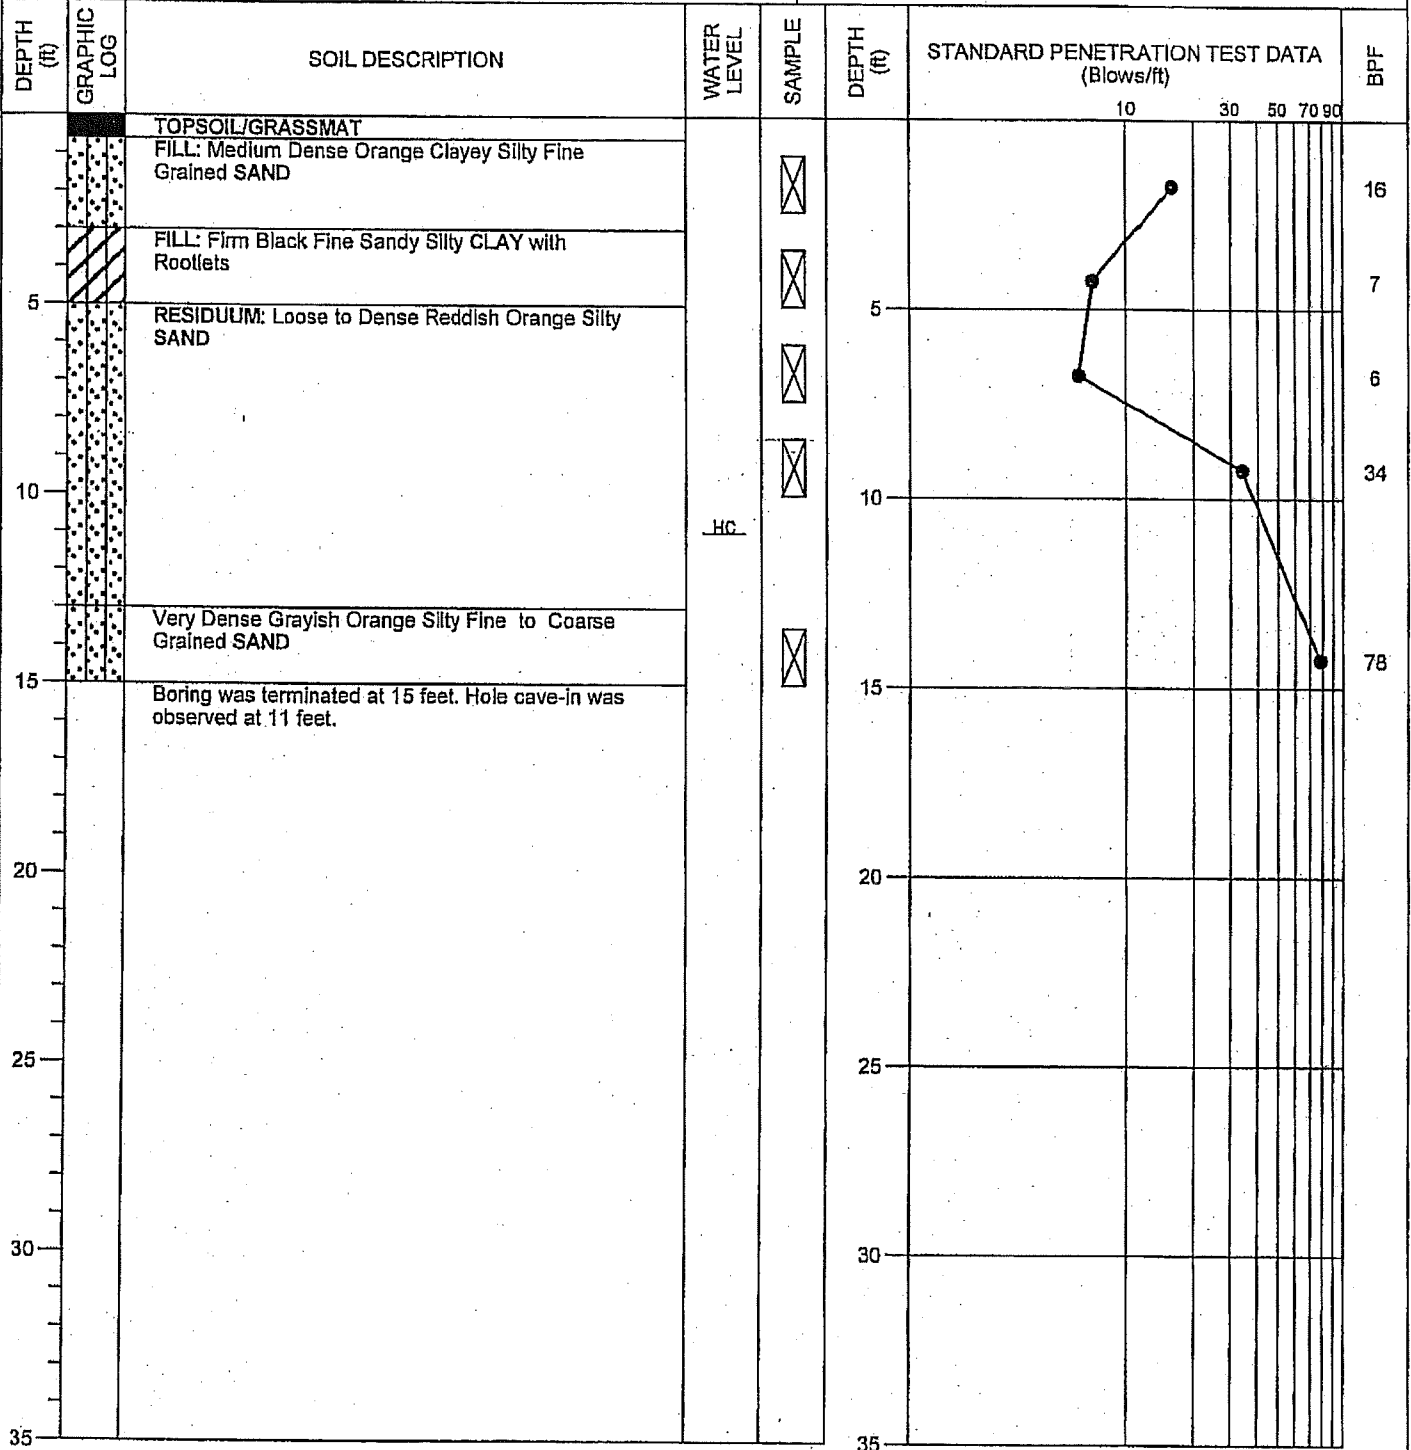 DEPTH
(ft)
GRAPHIC
LOG
SOIL DESCRIPTION
WATER
LEVEL
SAMPLE
DEPTH
(ft)
STANDARD PENETRATION TEST DATA
(Blows/ft)
BPF
10 30 50 70 90
TOPSOIL/GRASSMAT
FILL: Medium Dense Orange Clayey Silty Fine
Grained SAND
16
FILL: Firm Black Fine Sandy Silty CLAY with
Rootlets
7
5
5
RESIDUUM: Loose to Dense Reddish Orange Silty
SAND
6
34
10
10
HC
Very Dense Grayish Orange Silty Fine to Coarse
Grained SAND
78
15
15
Boring was terminated at 15 feet. Hole cave-in was
observed at 11 feet.
20
20
25
25
30
30
35
35